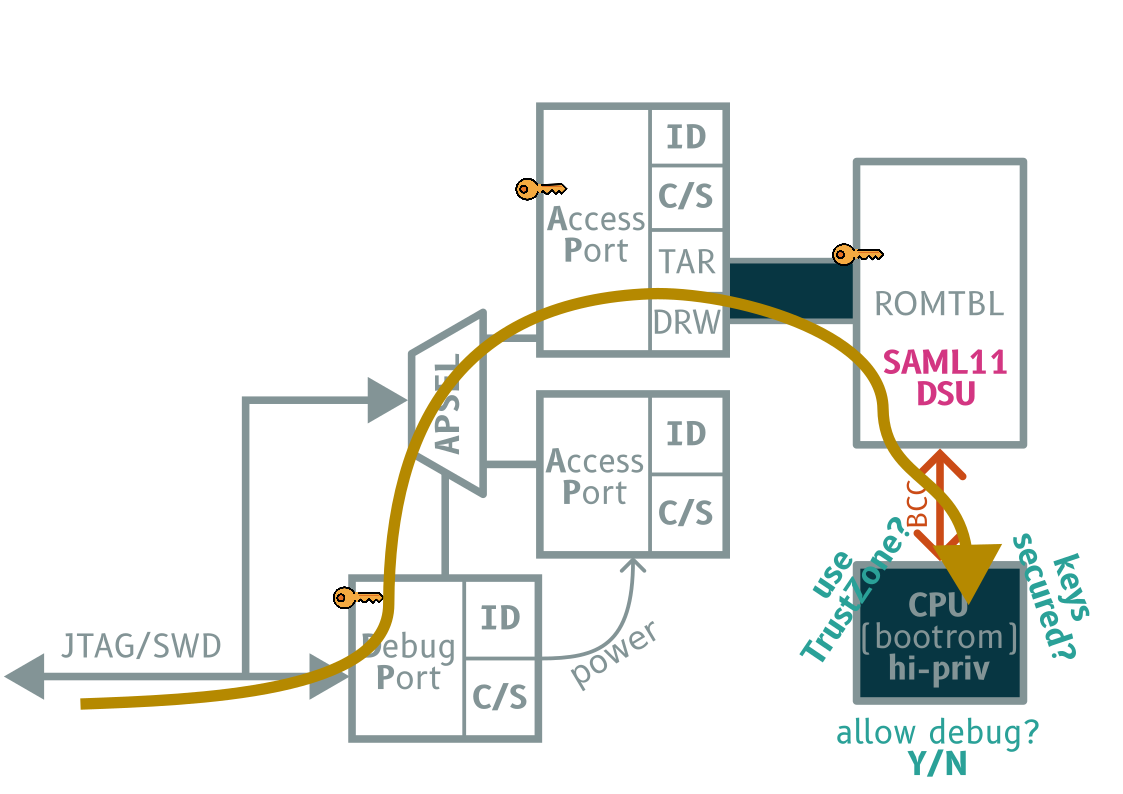 ID
C/S
Access
Port
TAR
DRW
ROMTBL
SAML11
DSU
APSEL
ID
Access
Port
C/S
BCC
use
TrustZone?
keys
secured?
CPU
(bootrom)
hi-priv
JTAG/SWD
ID
Debug
Port
C/S
power
allow debug?
Y/N